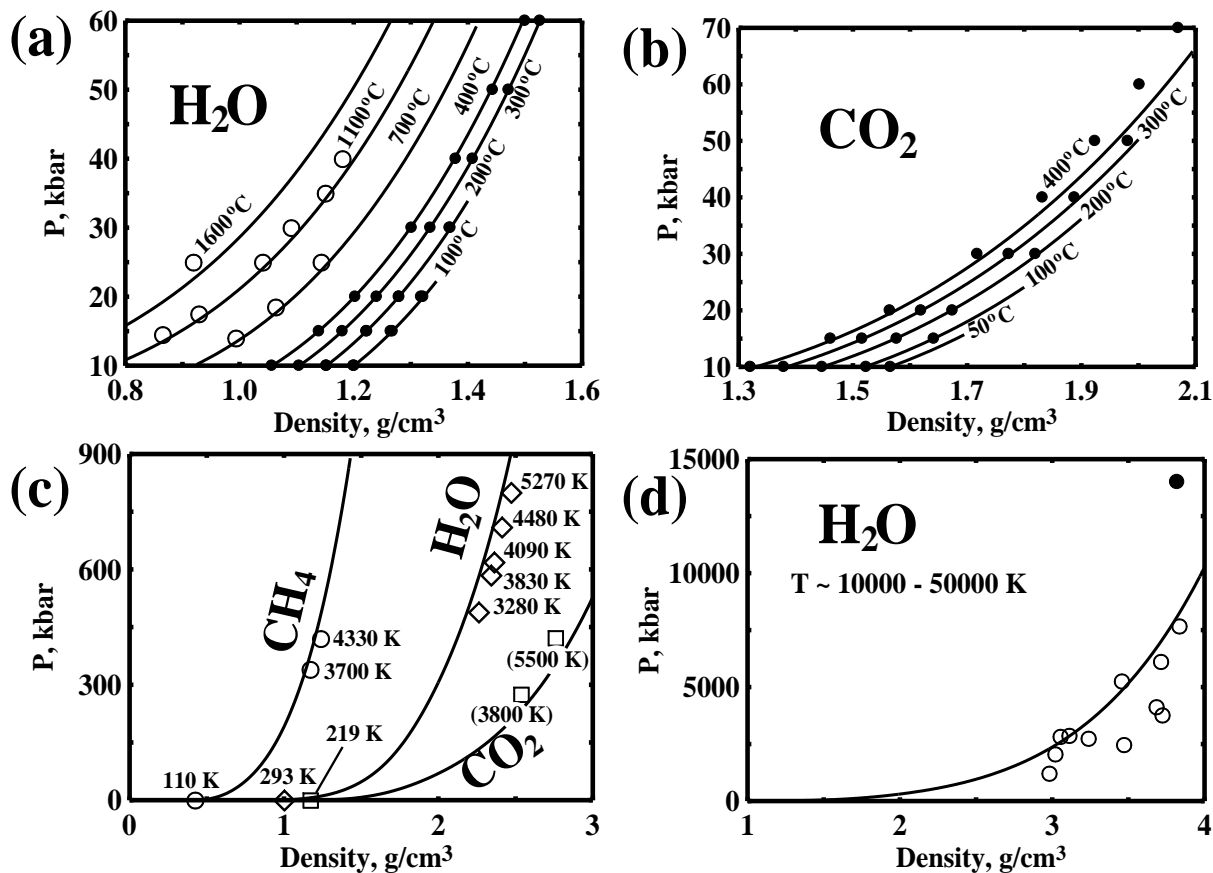 (a)
H₂O
60
50
40
30
20
10
P, kbar
1600°C
1100°C
700°C
400°C
300°C
200°C
100°C
0.8 1.0 1.2 1.4 1.6
Density, g/cm³
(b)
CO₂
70
60
50
40
30
20
10
P, kbar
400°C
300°C
200°C
100°C
50°C
1.3 1.5 1.7 1.9 2.1
Density, g/cm³
(c)
900
600
300
0
P, kbar
CH₄
H₂O
CO₂
5270 K
4480 K
4090 K
3830 K
3280 K
4330 K
3700 K
(5500 K)
(3800 K)
219 K
293 K
110 K
0 1 2 3
Density, g/cm³
(d)
H₂O
T ~ 10000 - 50000 K
15000
10000
5000
0
P, kbar
1 2 3 4
Density, g/cm³